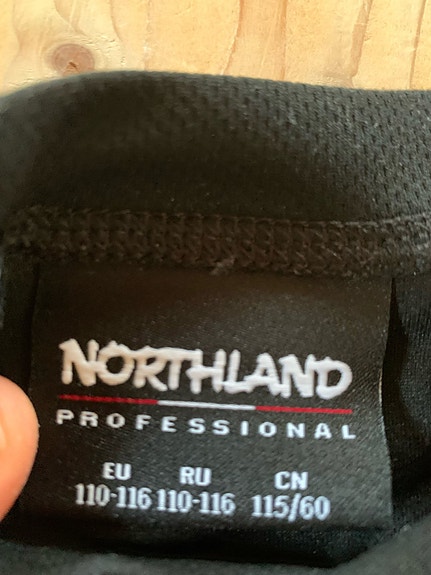 NORTHLAND
PROFESSIONAL
EU RU CN
110-116 110-116 115/60